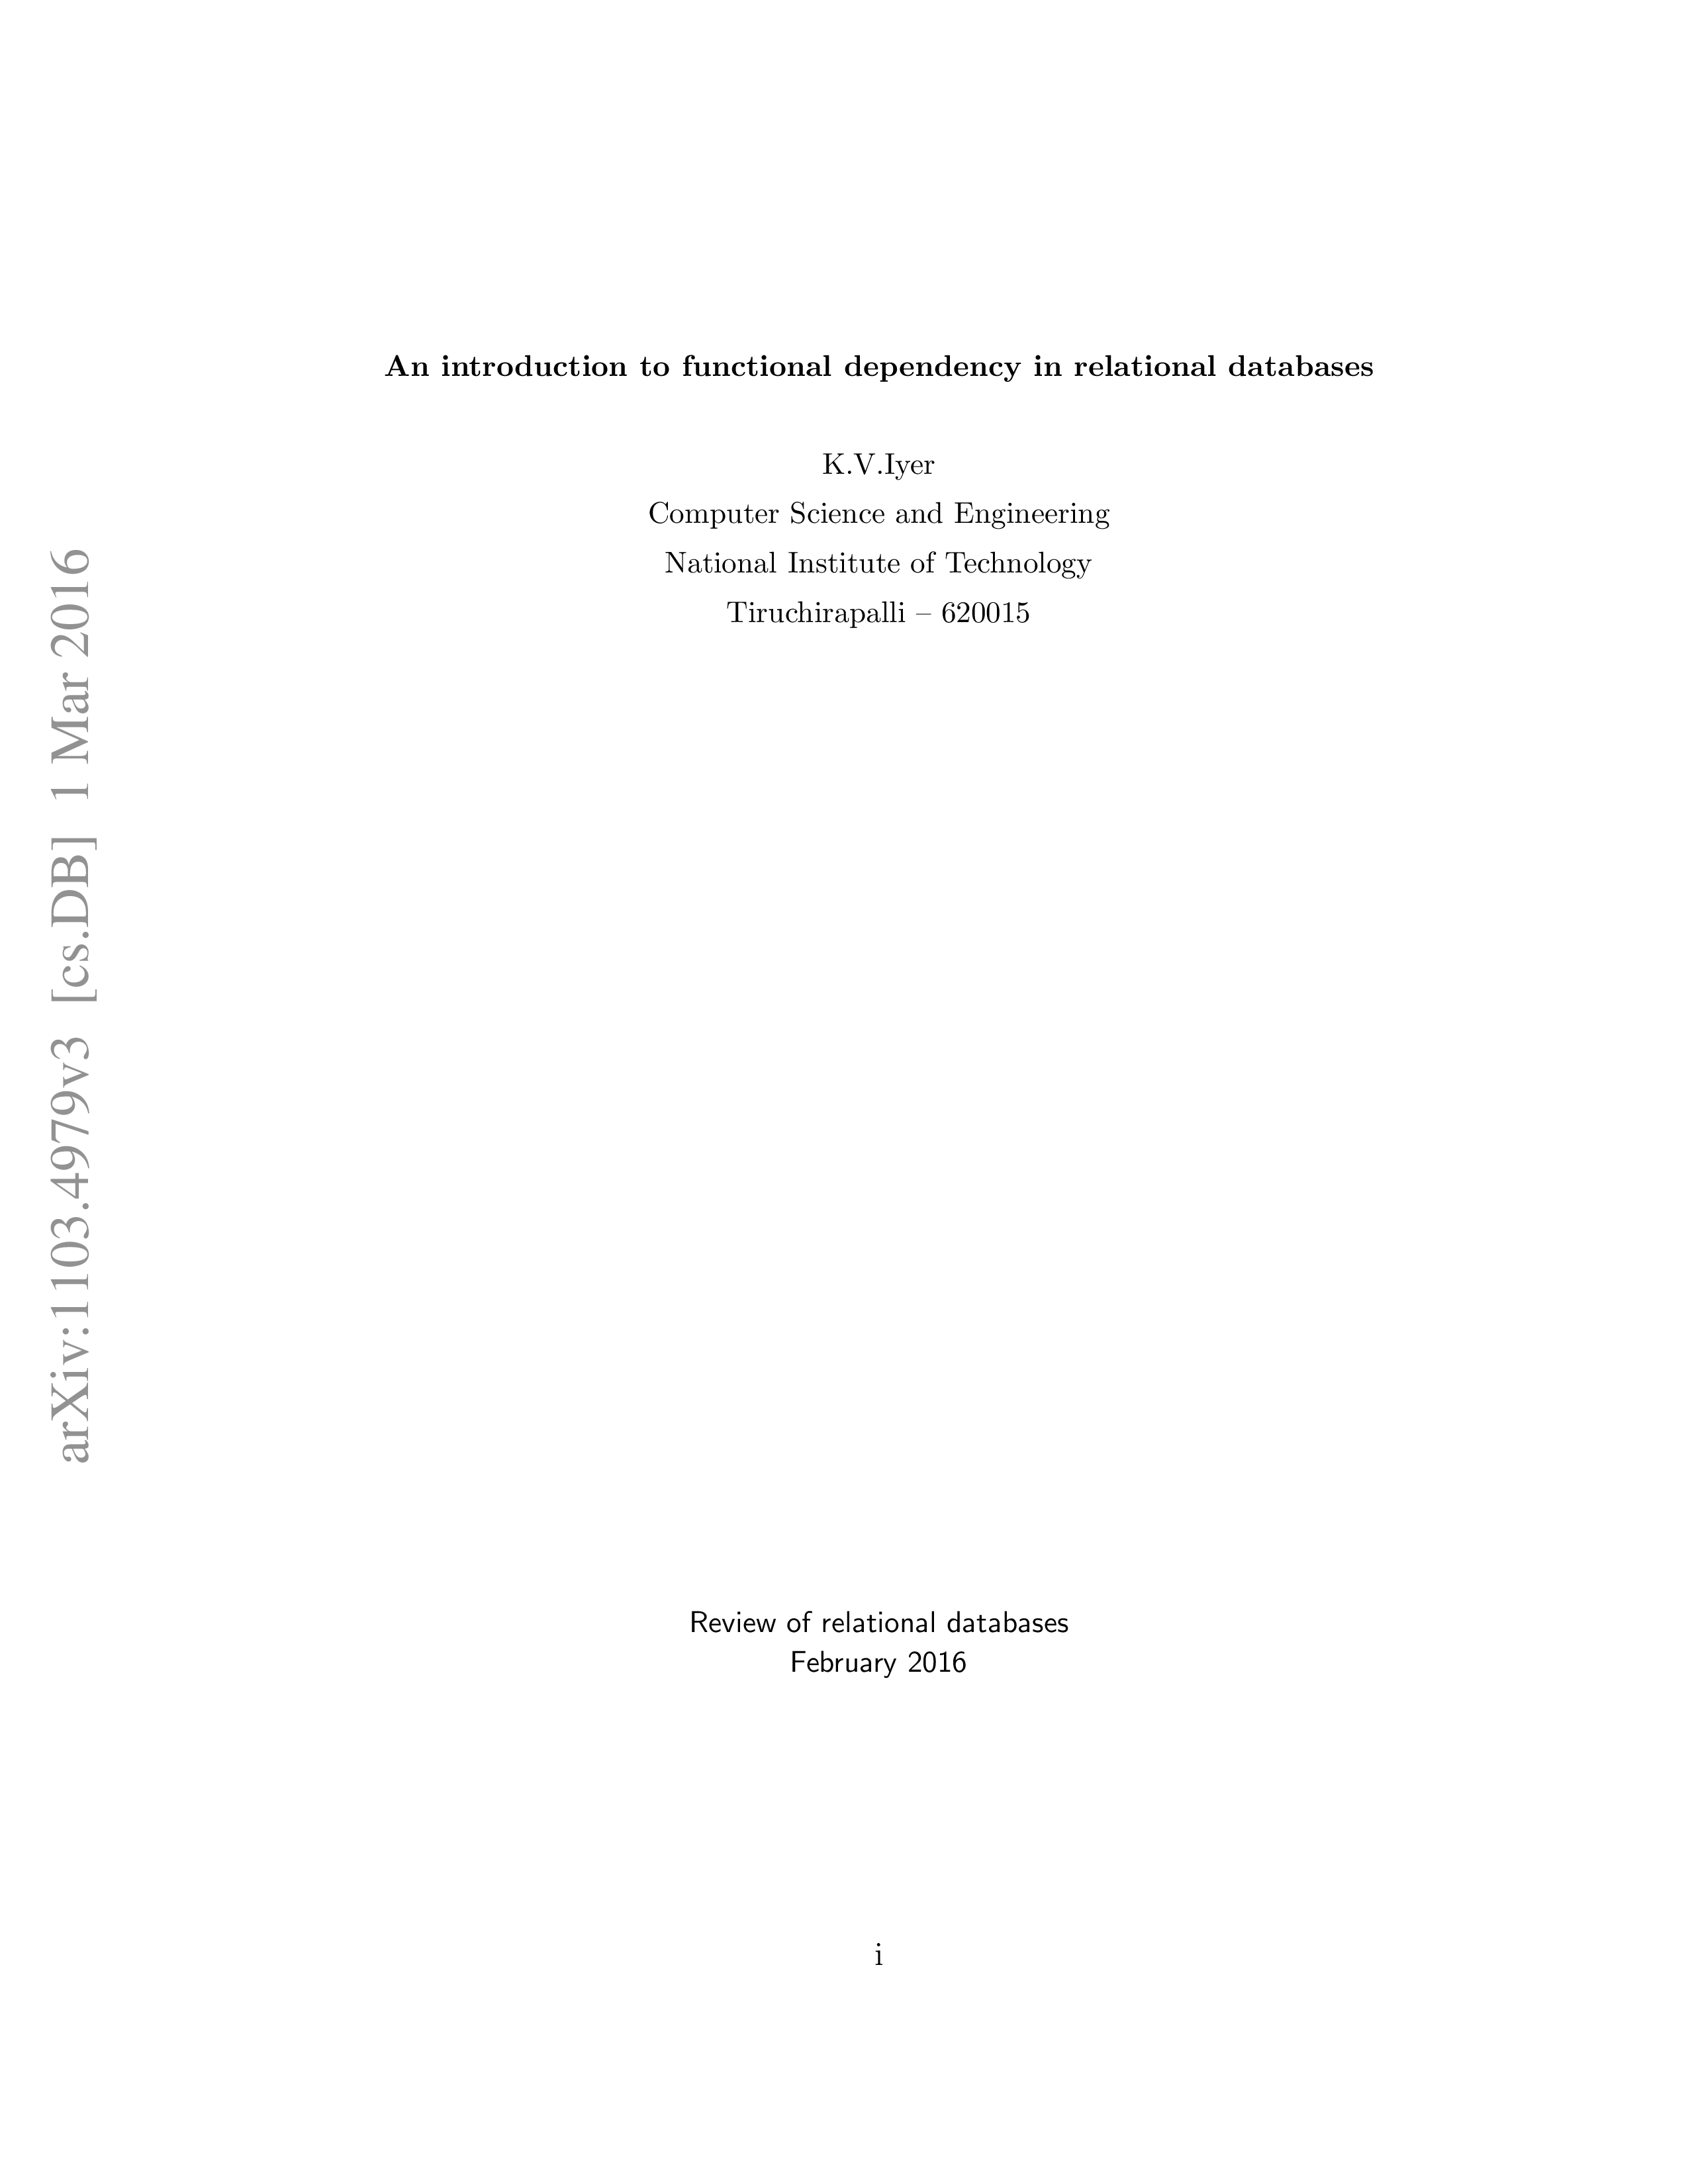 An introduction to functional dependency in relational databases
K.V.Iyer
Computer Science and Engineering
National Institute of Technology
Tiruchirapalli – 620015
arXiv:1103.4979v3 [cs.DB] 1 Mar 2016
Review of relational databases
February 2016
i